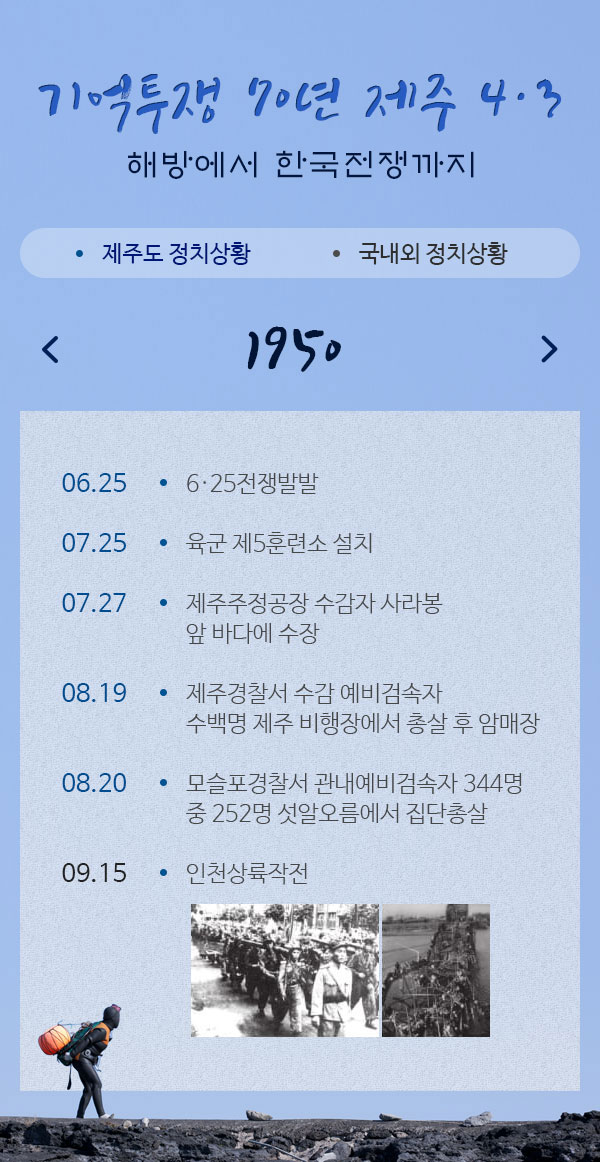 기억투쟁 70년 제주 4·3
해방에서 한국전쟁까지
• 제주도 정치상황
• 국내외 정치상황
1950
06.25 • 6·25전쟁발발
07.25 • 육군 제5훈련소 설치
07.27 • 제주주정공장 수감자 사라봉
앞 바다에 수장
08.19 • 제주경찰서 수감 예비검속자
수백명 제주 비행장에서 총살 후 암매장
08.20 • 모슬포경찰서 관내예비검속자 344명
중 252명 섯알오름에서 집단총살
09.15 • 인천상륙작전